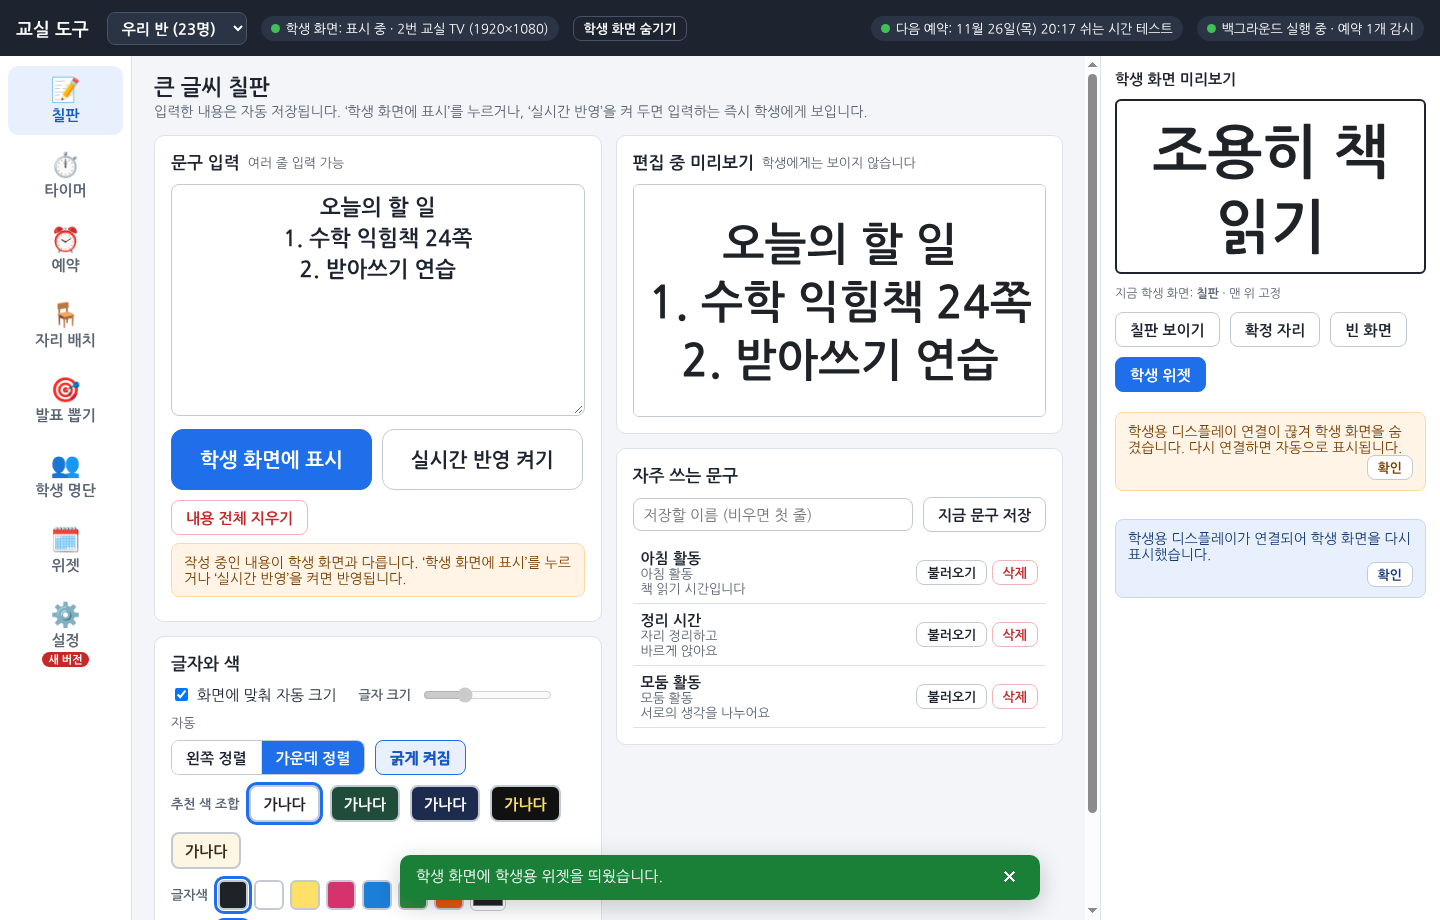 교실 도구
우리 반 (23명)
학생 화면: 표시 중 · 2번 교실 TV (1920×1080)
학생 화면 숨기기
다음 예약: 11월 26일(목) 20:17 쉬는 시간 테스트
백그라운드 실행 중 · 예약 1개 감시
칠판
타이머
예약
자리 배치
발표 뽑기
학생 명단
위젯
설정
새 버전
큰 글씨 칠판
입력한 내용은 자동 저장됩니다. ‘학생 화면에 표시’를 누르거나, ‘실시간 반영’을 켜 두면 입력하는 즉시 학생에게 보입니다.
문구 입력 여러 줄 입력 가능
오늘의 할 일
1. 수학 익힘책 24쪽
2. 받아쓰기 연습
학생 화면에 표시
실시간 반영 켜기
내용 전체 지우기
작성 중인 내용이 학생 화면과 다릅니다. ‘학생 화면에 표시’를 누르
거나 ‘실시간 반영’을 켜면 반영됩니다.
글자와 색
화면에 맞춰 자동 크기
글자 크기
자동
왼쪽 정렬
가운데 정렬
굵게 켜짐
추천 색 조합
가나다
가나다
가나다
가나다
가나다
글자색
편집 중 미리보기 학생에게는 보이지 않습니다
오늘의 할 일
1. 수학 익힘책 24쪽
2. 받아쓰기 연습
자주 쓰는 문구
저장할 이름 (비우면 첫 줄)
지금 문구 저장
아침 활동
아침 활동
책 읽기 시간입니다
불러오기
삭제
정리 시간
자리 정리하고
바르게 앉아요
불러오기
삭제
모둠 활동
모둠 활동
서로의 생각을 나누어요
불러오기
삭제
학생 화면에 학생용 위젯을 띄웠습니다.
학생 화면 미리보기
조용히 책
읽기
지금 학생 화면: 칠판 · 맨 위 고정
칠판 보이기
확정 자리
빈 화면
학생 위젯
학생용 디스플레이 연결이 끊겨 학생 화면을 숨
겼습니다. 다시 연결하면 자동으로 표시됩니다.
확인
학생용 디스플레이가 연결되어 학생 화면을 다시
표시했습니다.
확인